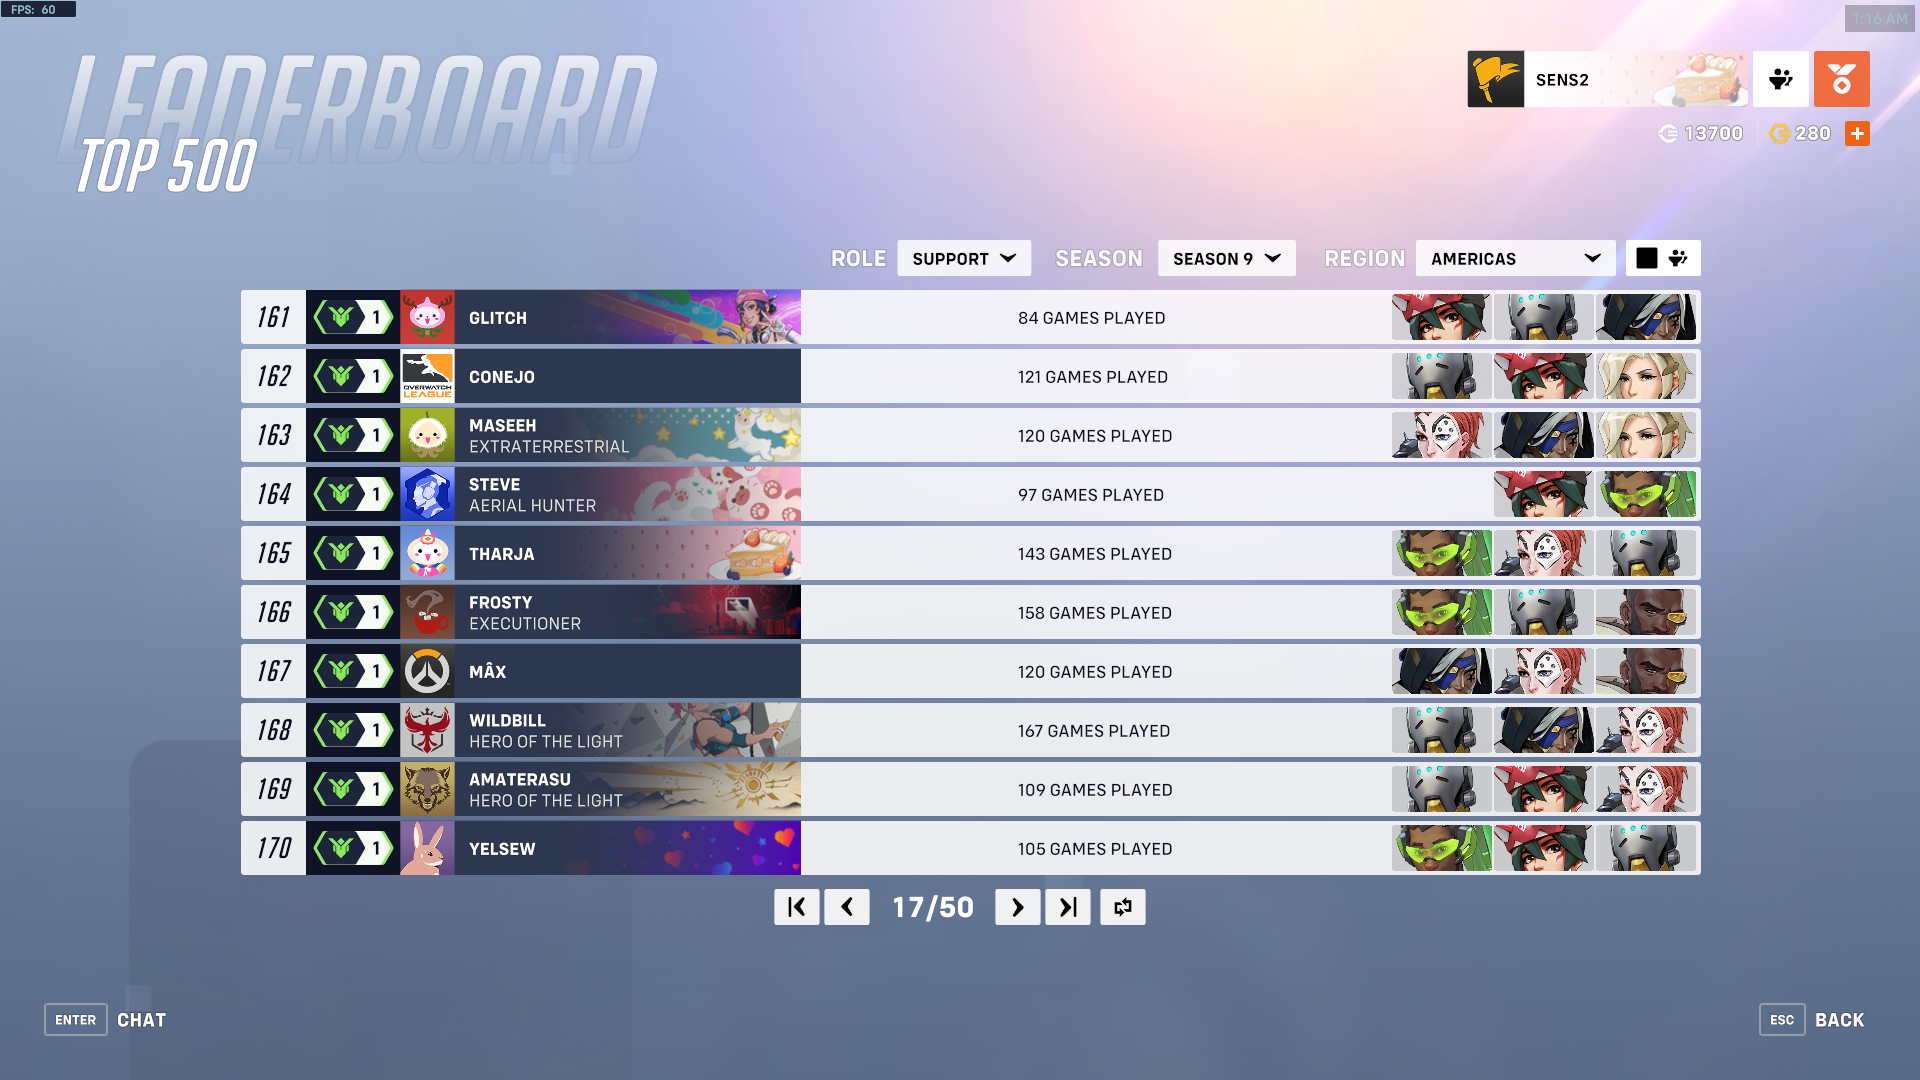 FPS: 60
1:16 AM
LEADERBOARD
TOP 500
SENS2
13700
280
ROLE SUPPORT SEASON SEASON 9 REGION AMERICAS
161 1 GLITCH 84 GAMES PLAYED
162 1 OVERWATCH LEAGUE CONEJO 121 GAMES PLAYED
163 1 MASEEH EXTRATERRESTRIAL 120 GAMES PLAYED
164 1 STEVE AERIAL HUNTER 97 GAMES PLAYED
165 1 THARJA 143 GAMES PLAYED
166 1 FROSTY EXECUTIONER 158 GAMES PLAYED
167 1 MÂX 120 GAMES PLAYED
168 1 WILDBILL HERO OF THE LIGHT 167 GAMES PLAYED
169 1 AMATERASU HERO OF THE LIGHT 109 GAMES PLAYED
170 1 YELSEW 105 GAMES PLAYED
17/50
ENTER CHAT
ESC BACK